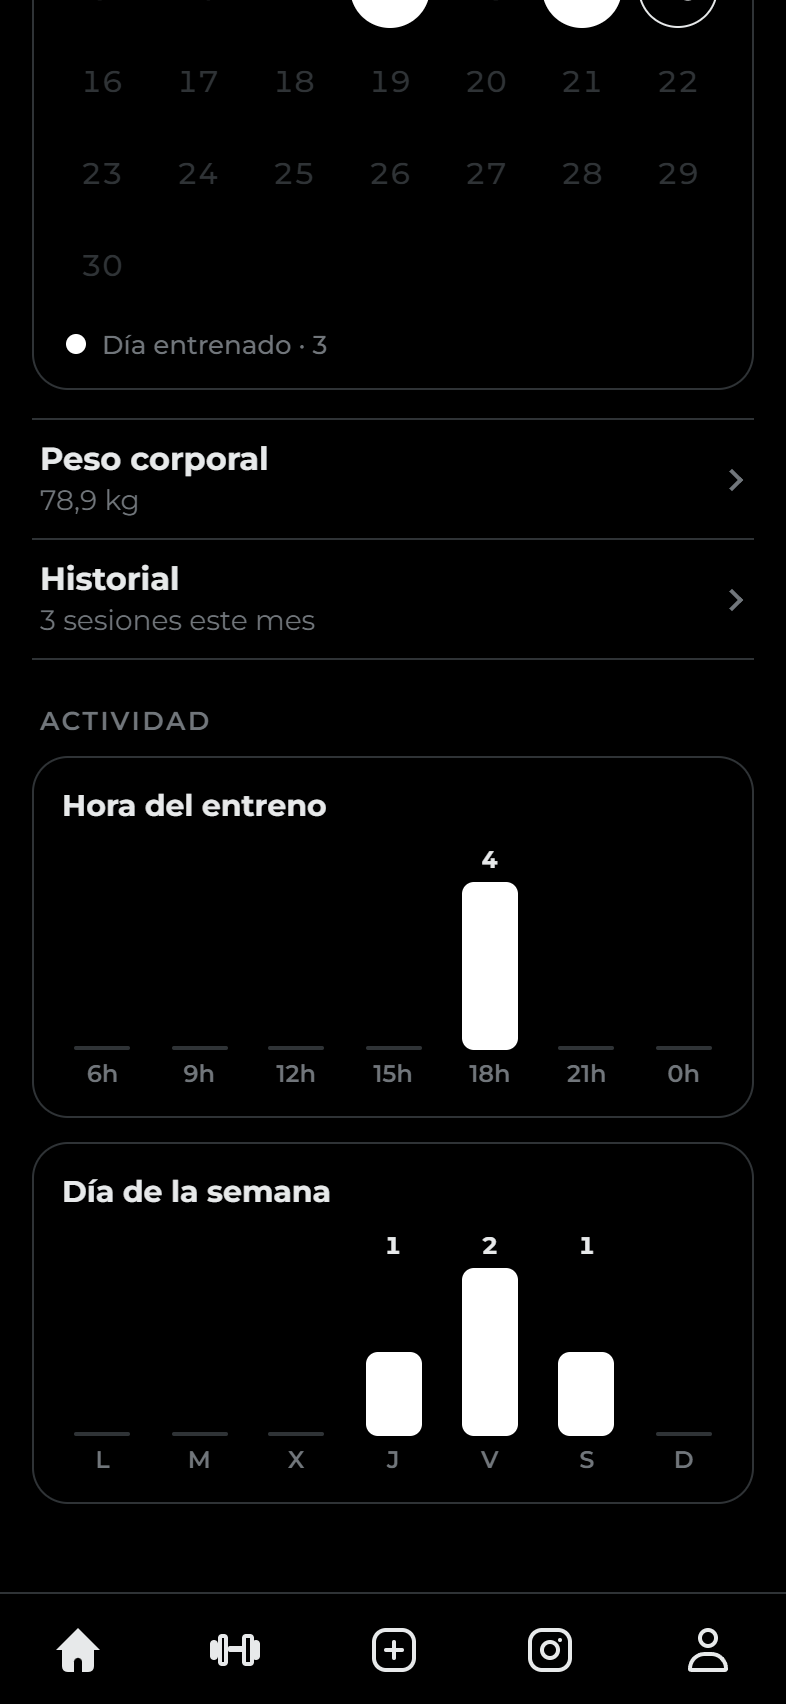 16 17 18 19 20 21 22
23 24 25 26 27 28 29
30
Día entrenado · 3
Peso corporal
78,9 kg
Historial
3 sesiones este mes
ACTIVIDAD
Hora del entreno
4
6h 9h 12h 15h 18h 21h 0h
Día de la semana
1 2 1
L M X J V S D